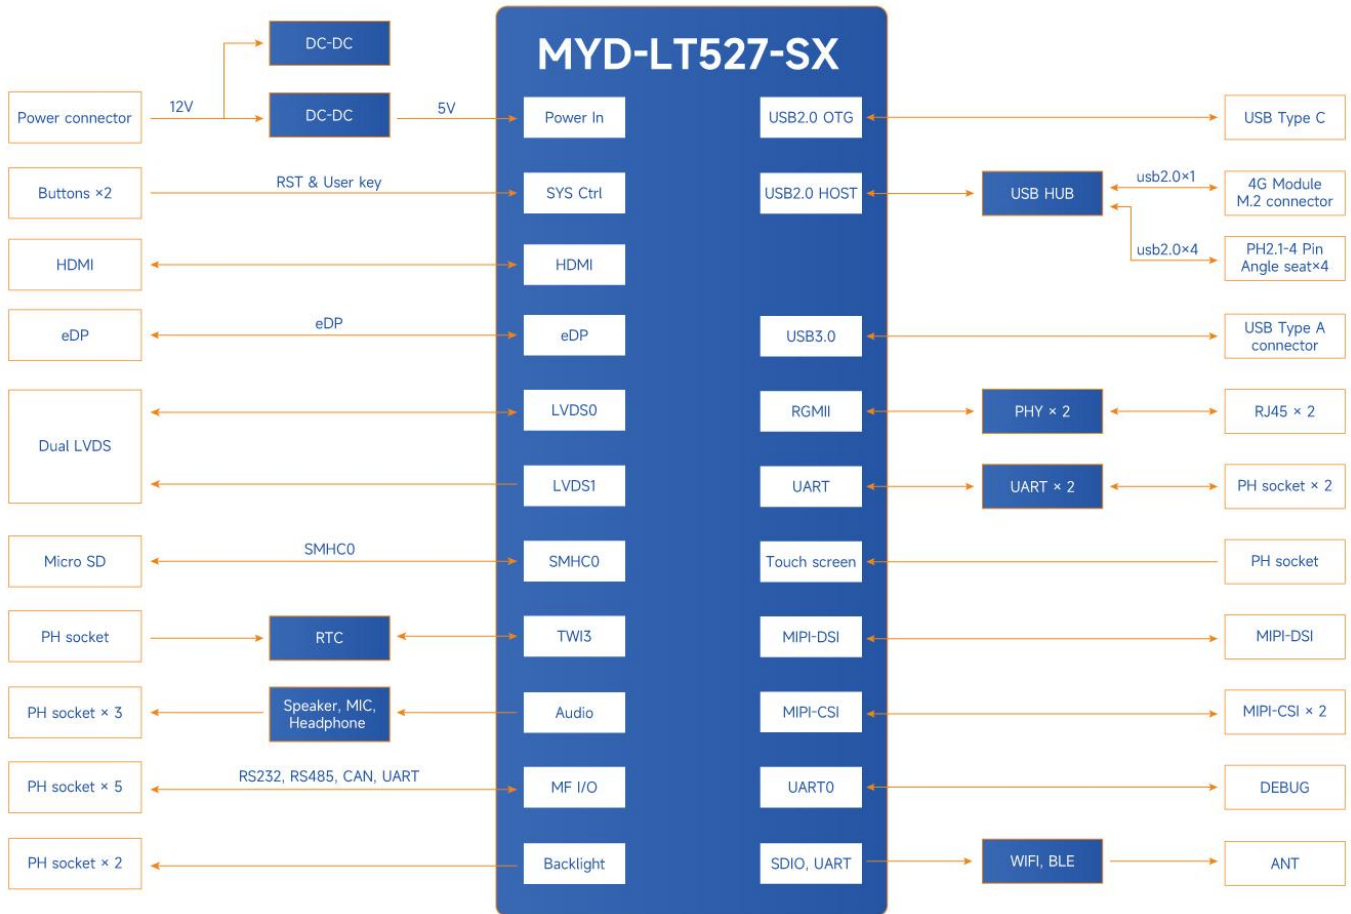 MYD-LT527-SX
DC-DC
Power connector
12V
DC-DC
5V
Power In
USB2.0 OTG
USB Type C
Buttons ×2
RST & User key
SYS Ctrl
USB2.0 HOST
USB HUB
usb2.0×1
4G Module
M.2 connector
HDMI
HDMI
usb2.0×4
PH2.1-4 Pin
Angle seat×4
eDP
eDP
eDP
USB3.0
USB Type A
connector
Dual LVDS
LVDS0
RGMII
PHY × 2
RJ45 × 2
LVDS1
UART
UART × 2
PH socket × 2
Micro SD
SMHC0
SMHC0
Touch screen
PH socket
PH socket
RTC
TWI3
MIPI-DSI
MIPI-DSI
PH socket × 3
Speaker, MIC,
Headphone
Audio
MIPI-CSI
MIPI-CSI × 2
PH socket × 5
RS232, RS485, CAN, UART
MF I/O
UART0
DEBUG
PH socket × 2
Backlight
SDIO, UART
WIFI, BLE
ANT